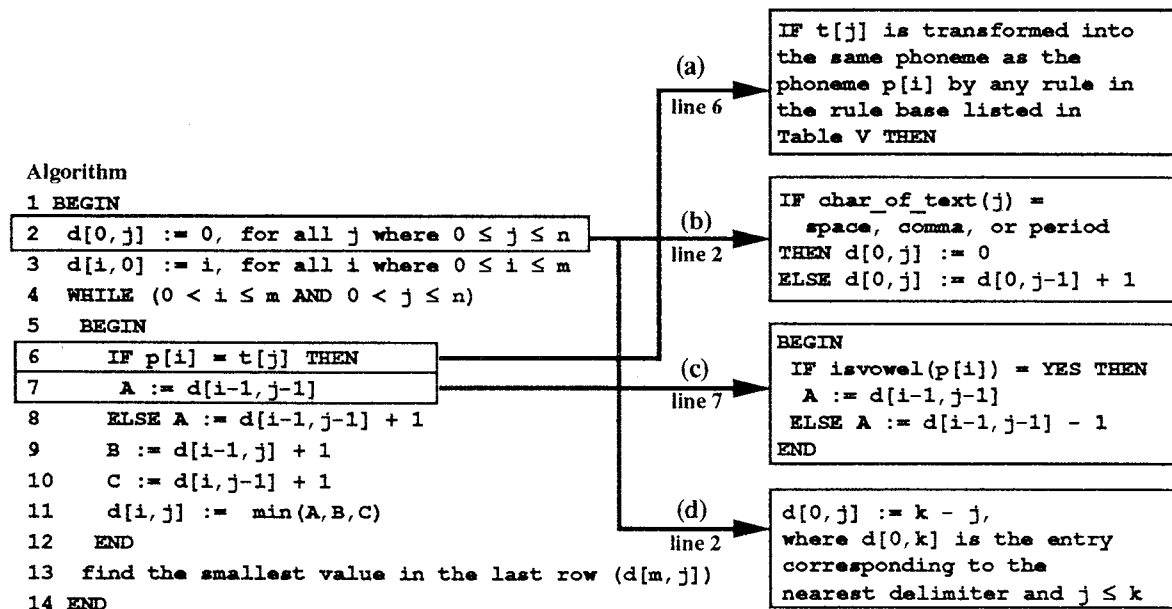 Algorithm
1 BEGIN
2 d[0,j] := 0, for all j where 0 ≤ j ≤ n
3 d[i,0] := i, for all i where 0 ≤ i ≤ m
4 WHILE (0 < i ≤ m AND 0 < j ≤ n)
5 BEGIN
6 IF p[i] = t[j] THEN
7 A := d[i-1,j-1]
8 ELSE A := d[i-1,j-1] + 1
9 B := d[i-1,j] + 1
10 C := d[i,j-1] + 1
11 d[i,j] := min(A,B,C)
12 END
13 find the smallest value in the last row (d[m,j])
14 END
(a)
line 6
IF t[j] is transformed into
the same phoneme as the
phoneme p[i] by any rule in
the rule base listed in
Table V THEN
(b)
line 2
IF char_of_text(j) =
space, comma, or period
THEN d[0,j] := 0
ELSE d[0,j] := d[0,j-1] + 1
(c)
line 7
BEGIN
IF isvowel(p[i]) = YES THEN
A := d[i-1,j-1]
ELSE A := d[i-1,j-1] - 1
END
(d)
line 2
d[0,j] := k - j,
where d[0,k] is the entry
corresponding to the
nearest delimiter and j ≤ k